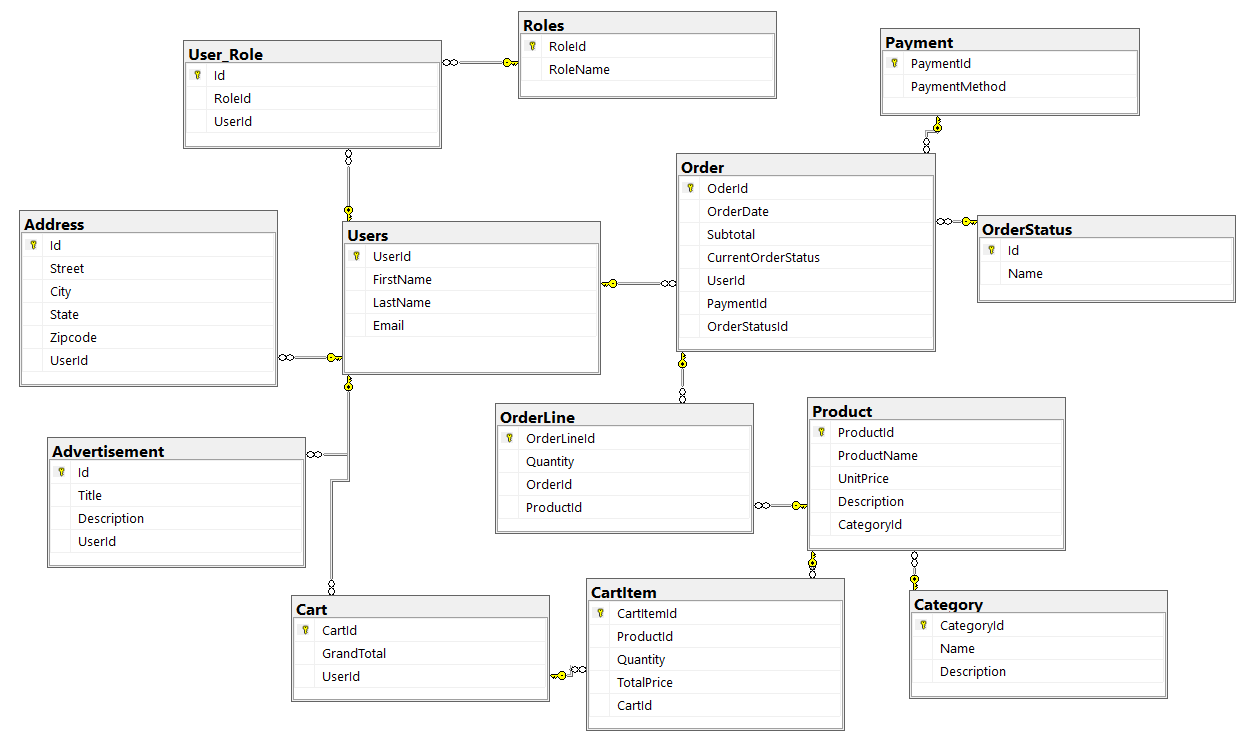 Roles
RoleId
RoleName
User_Role
Id
RoleId
UserId
Payment
PaymentId
PaymentMethod
Order
OderId
OrderDate
Subtotal
CurrentOrderStatus
UserId
PaymentId
OrderStatusId
Address
Id
Street
City
State
Zipcode
UserId
Users
UserId
FirstName
LastName
Email
OrderStatus
Id
Name
OrderLine
OrderLineId
Quantity
OrderId
ProductId
Product
ProductId
ProductName
UnitPrice
Description
CategoryId
Advertisement
Id
Title
Description
UserId
Cart
CartId
GrandTotal
UserId
CartItem
CartItemId
ProductId
Quantity
TotalPrice
CartId
Category
CategoryId
Name
Description